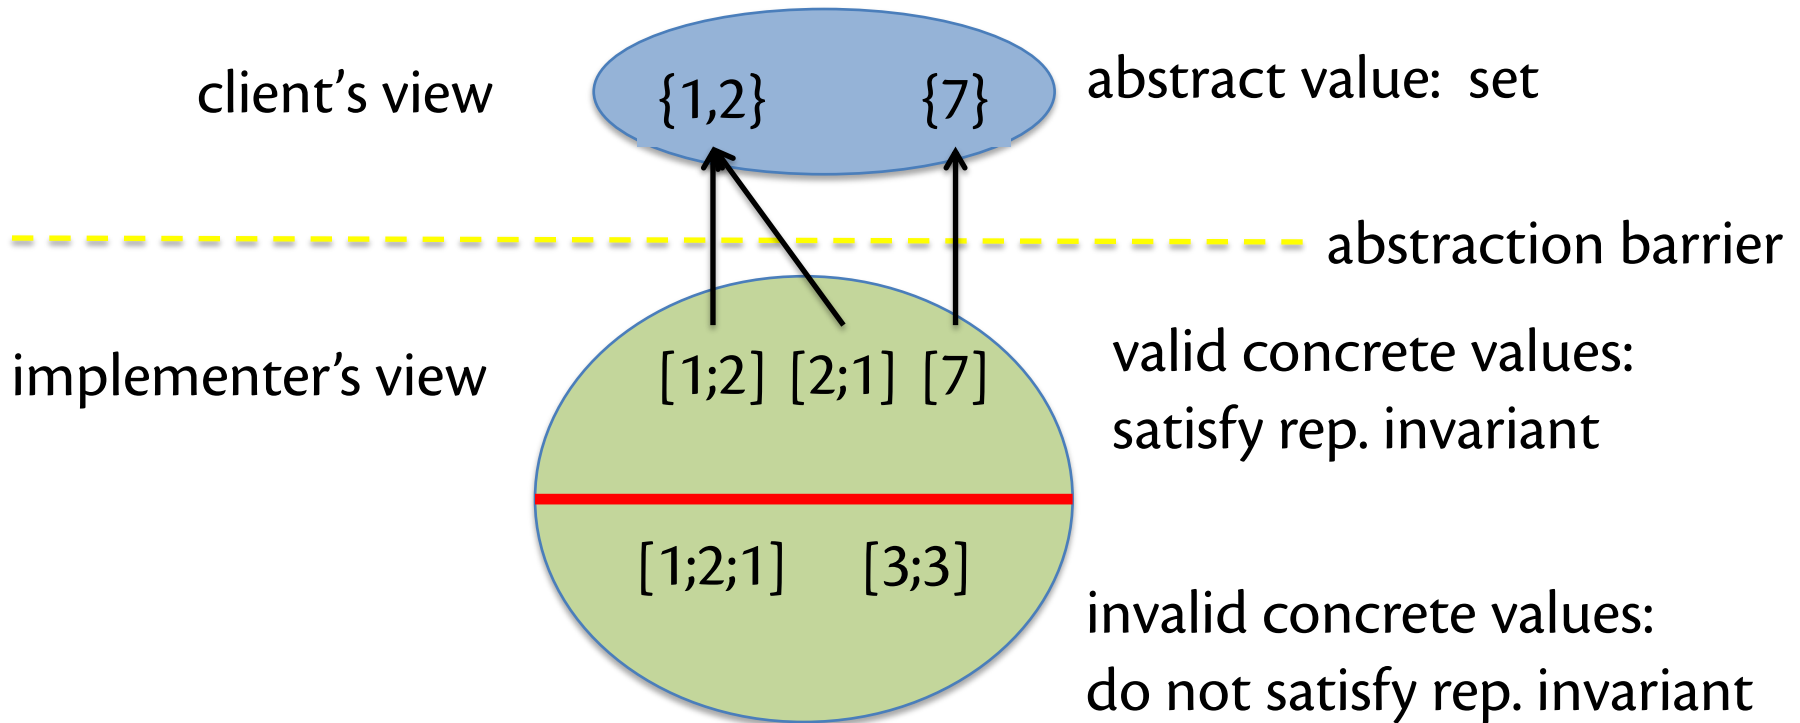 client’s view
{1,2} {7}
abstract value: set
abstraction barrier
implementer’s view
[1;2] [2;1] [7]
valid concrete values:
satisfy rep. invariant
[1;2;1] [3;3]
invalid concrete values:
do not satisfy rep. invariant